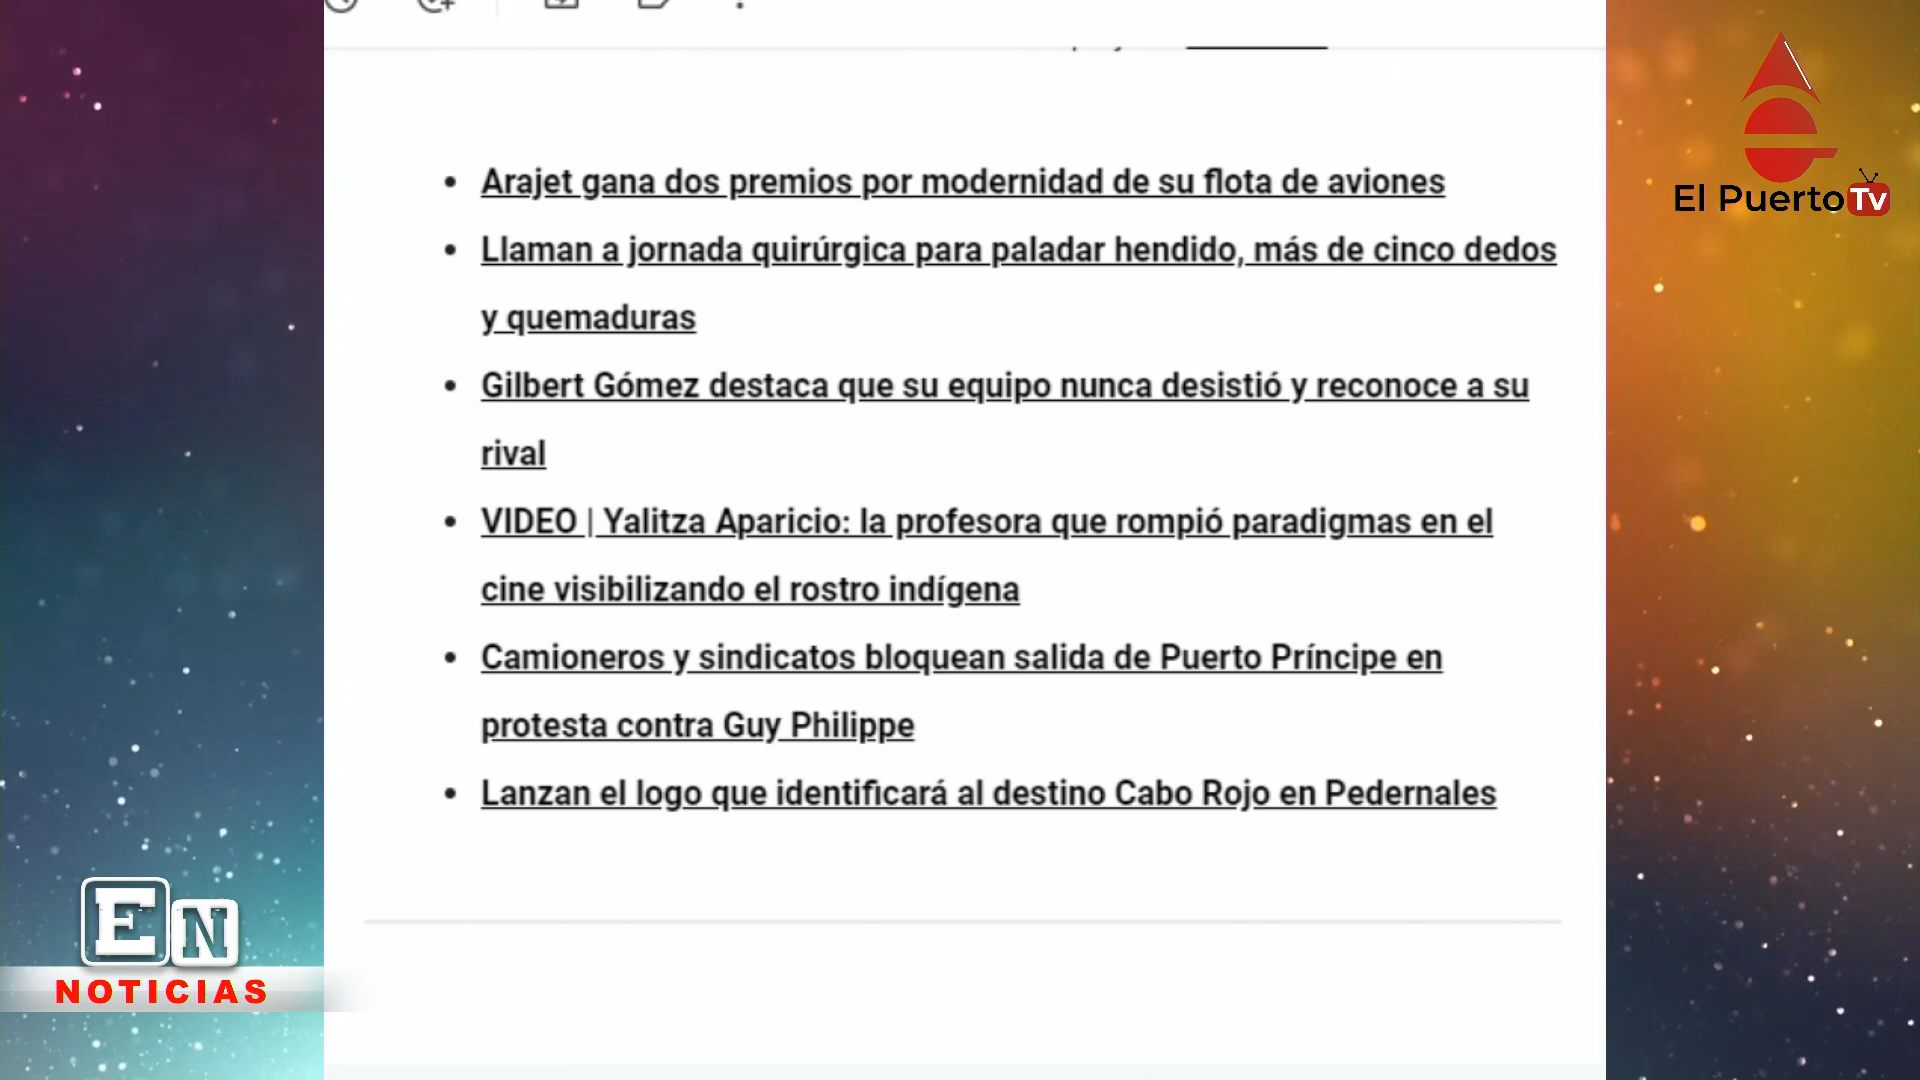 Arajet gana dos premios por modernidad de su flota de aviones
Llaman a jornada quirúrgica para paladar hendido, más de cinco dedos
y quemaduras
Gilbert Gómez destaca que su equipo nunca desistió y reconoce a su
rival
VIDEO | Yalitza Aparicio: la profesora que rompió paradigmas en el
cine visibilizando el rostro indígena
Camioneros y sindicatos bloquean salida de Puerto Príncipe en
protesta contra Guy Philippe
Lanzan el logo que identificará al destino Cabo Rojo en Pedernales
El Puerto Tv
EN
NOTICIAS